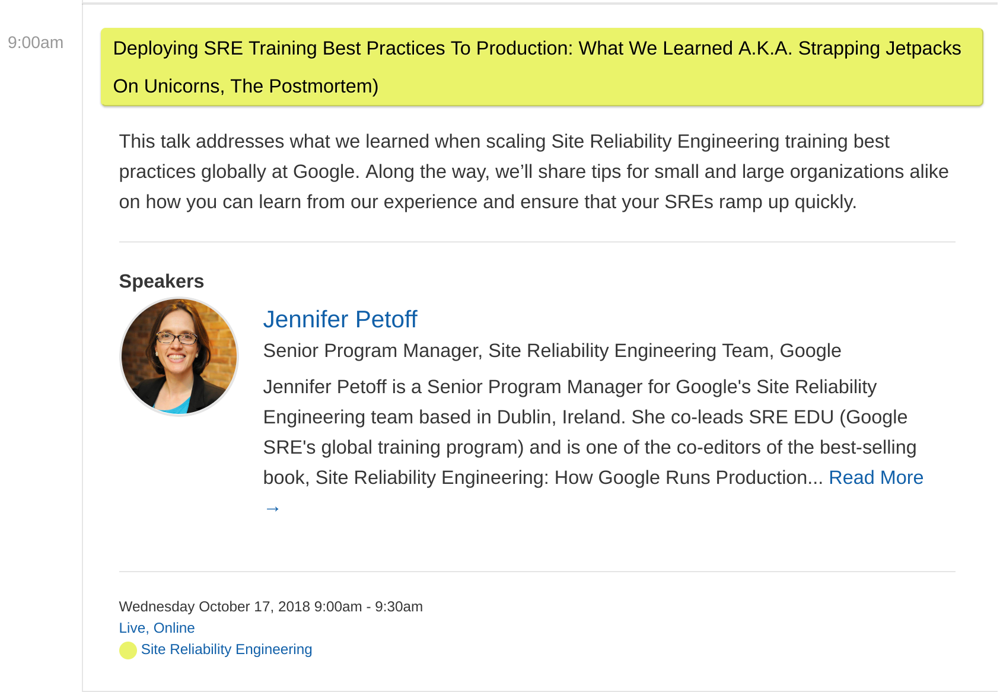 9:00am
Deploying SRE Training Best Practices To Production: What We Learned A.K.A. Strapping Jetpacks
On Unicorns, The Postmortem)
This talk addresses what we learned when scaling Site Reliability Engineering training best
practices globally at Google. Along the way, we’ll share tips for small and large organizations alike
on how you can learn from our experience and ensure that your SREs ramp up quickly.
Speakers
Jennifer Petoff
Senior Program Manager, Site Reliability Engineering Team, Google
Jennifer Petoff is a Senior Program Manager for Google's Site Reliability
Engineering team based in Dublin, Ireland. She co-leads SRE EDU (Google
SRE's global training program) and is one of the co-editors of the best-selling
book, Site Reliability Engineering: How Google Runs Production... Read More
→
Wednesday October 17, 2018 9:00am - 9:30am
Live, Online
Site Reliability Engineering